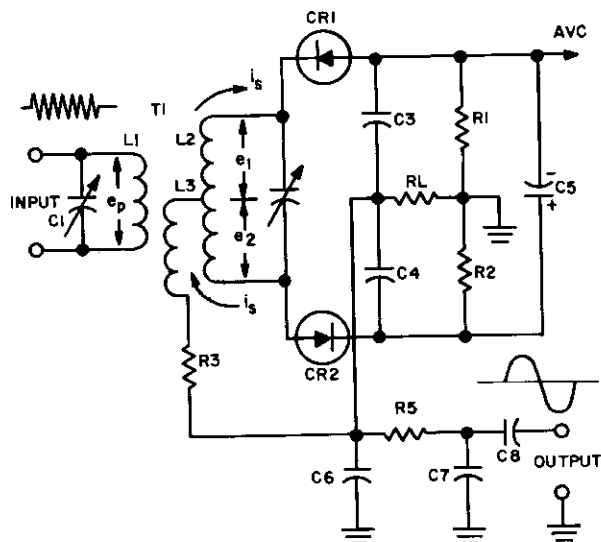 CR1
AVC
is
T1
L1
L2
C3
R1
L3
e1
INPUT
C1
ep
RL
C5
-
+
e2
C4
R2
is
R3
CR2
R5
C8
C6
C7
OUTPUT